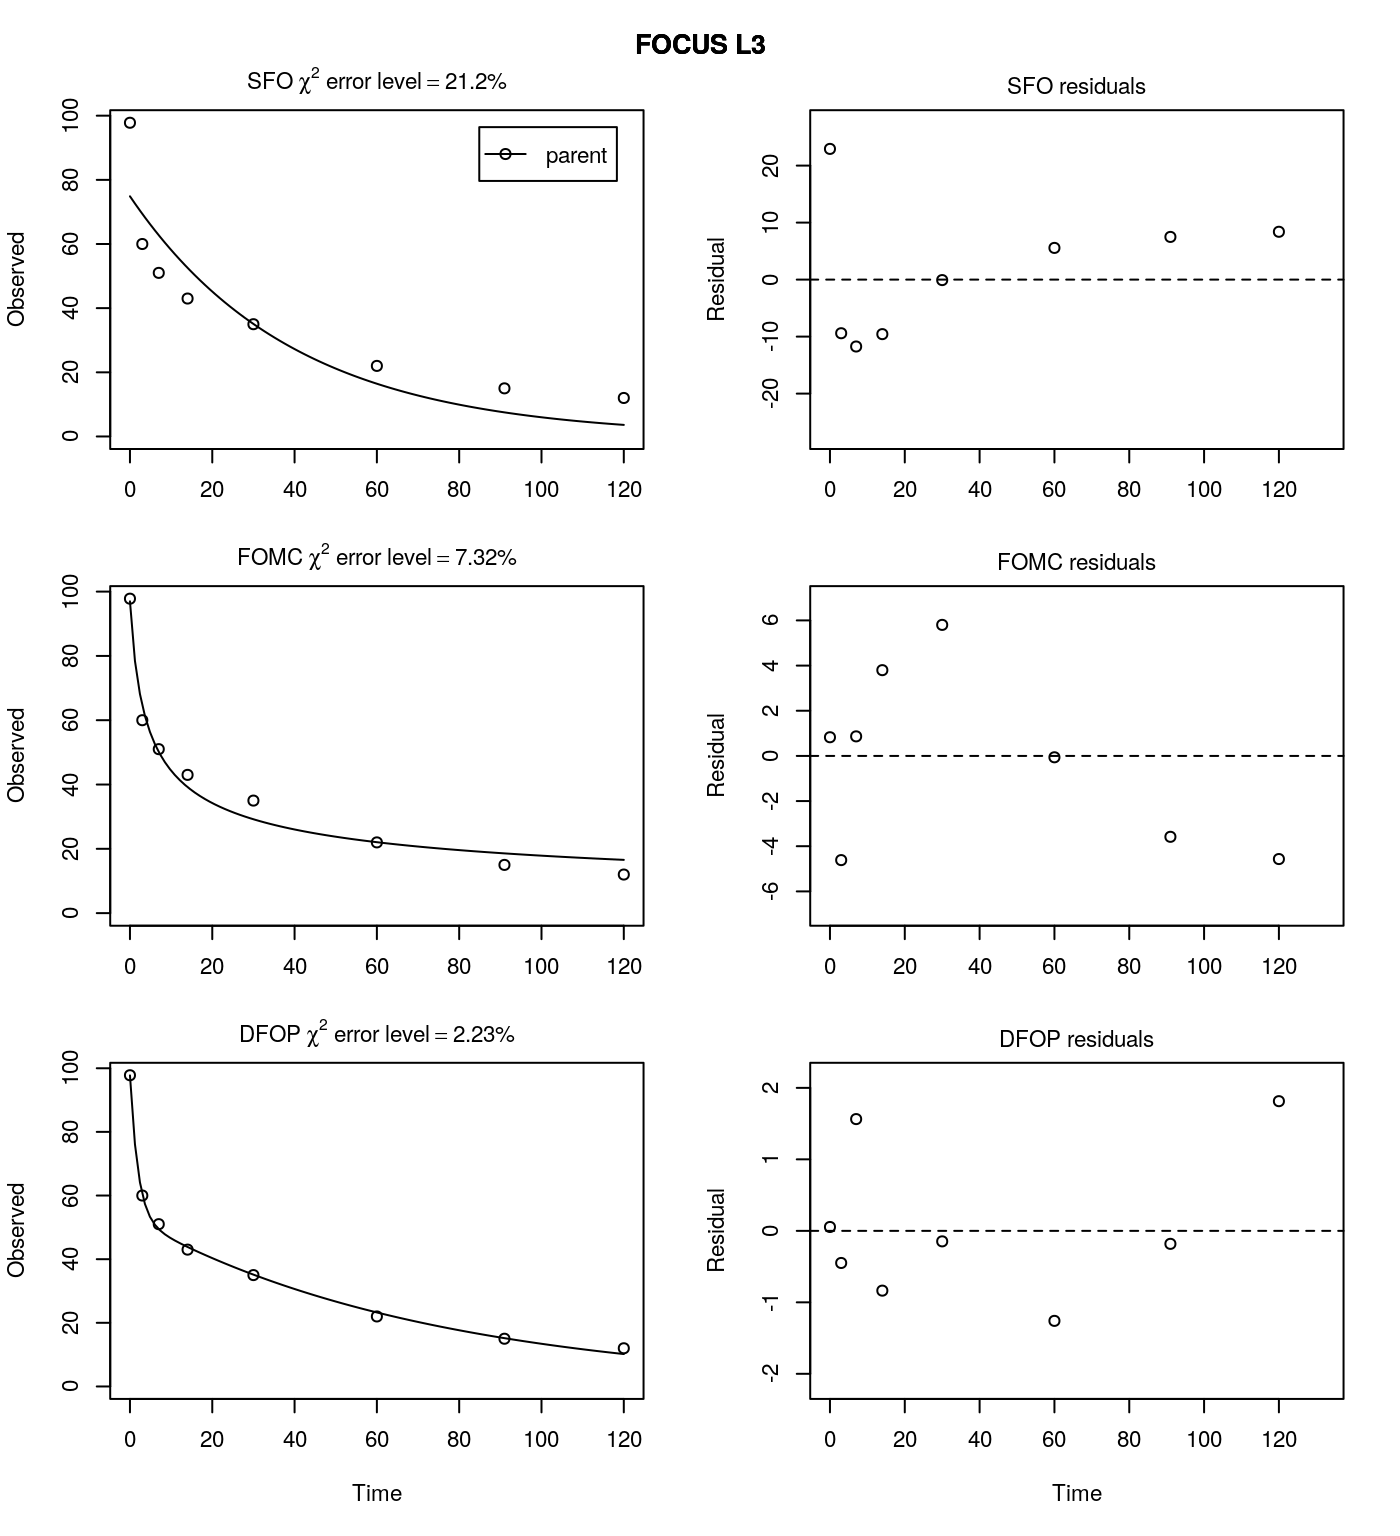 FOCUS L3
SFO χ² error level = 21.2%
Observed
100
80
60
40
20
0
parent
0 20 40 60 80 100 120
SFO residuals
Residual
20
10
0
-10
-20
0 20 40 60 80 100 120
FOMC χ² error level = 7.32%
Observed
100
80
60
40
20
0
0 20 40 60 80 100 120
FOMC residuals
Residual
6
4
2
0
-2
-4
-6
0 20 40 60 80 100 120
DFOP χ² error level = 2.23%
Observed
100
80
60
40
20
0
0 20 40 60 80 100 120
Time
DFOP residuals
Residual
2
1
0
-1
-2
0 20 40 60 80 100 120
Time